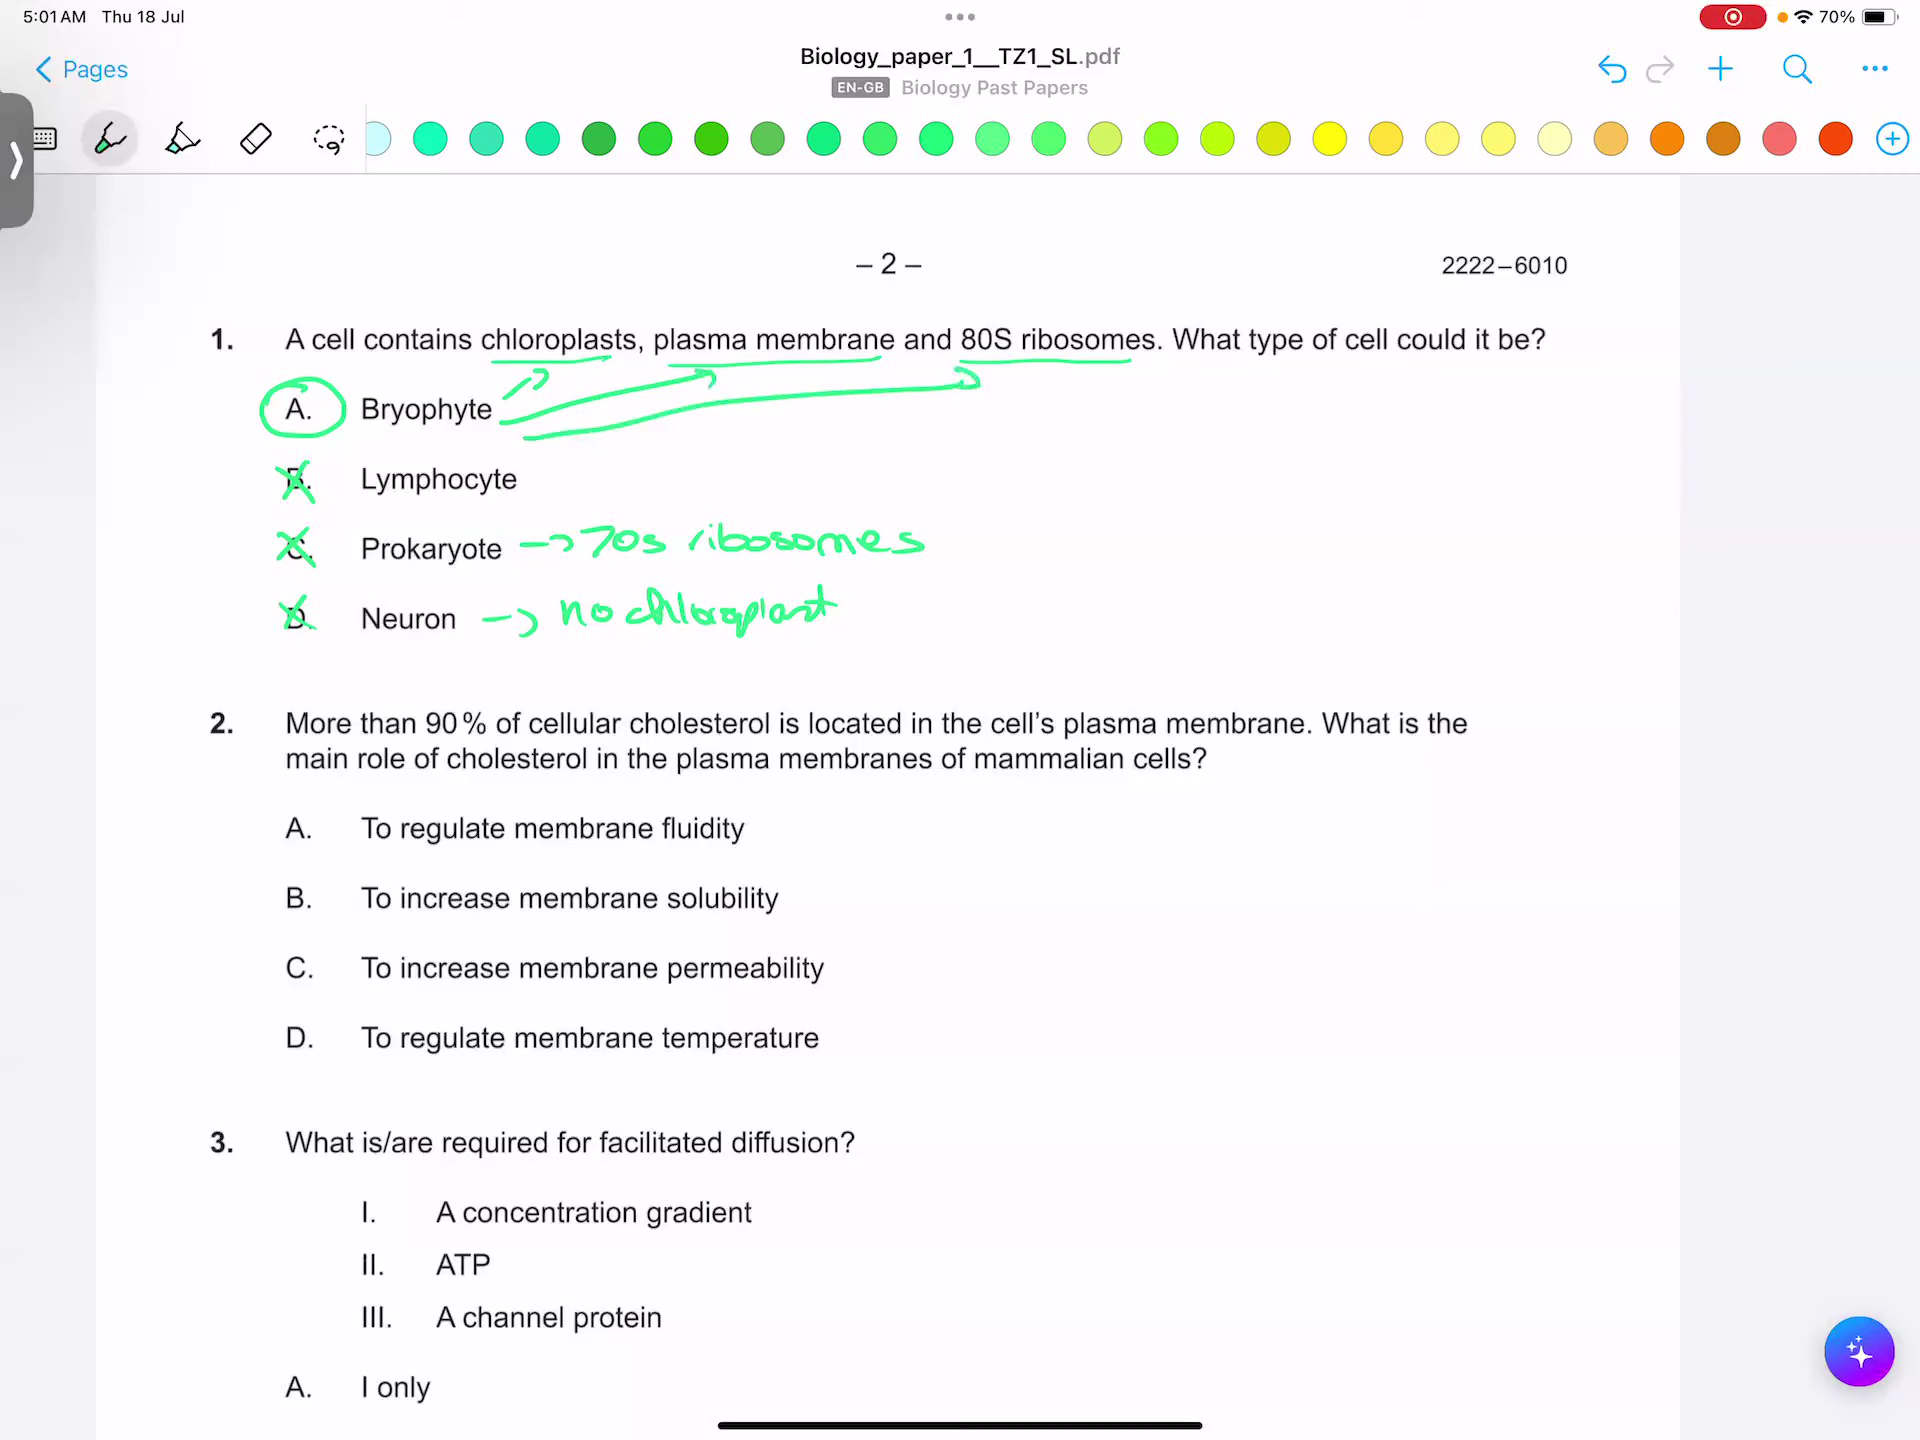 5:01 AM Thu 18 Jul
70%
Pages
Biology_paper_1__TZ1_SL.pdf
EN-GB Biology Past Papers
– 2 –
2222–6010
1. A cell contains chloroplasts, plasma membrane and 80S ribosomes. What type of cell could it be?
A. Bryophyte
B. Lymphocyte
C. Prokaryote → 70s ribosomes
D. Neuron → no chloroplast
2. More than 90 % of cellular cholesterol is located in the cell’s plasma membrane. What is the
main role of cholesterol in the plasma membranes of mammalian cells?
A. To regulate membrane fluidity
B. To increase membrane solubility
C. To increase membrane permeability
D. To regulate membrane temperature
3. What is/are required for facilitated diffusion?
I. A concentration gradient
II. ATP
III. A channel protein
A. I only